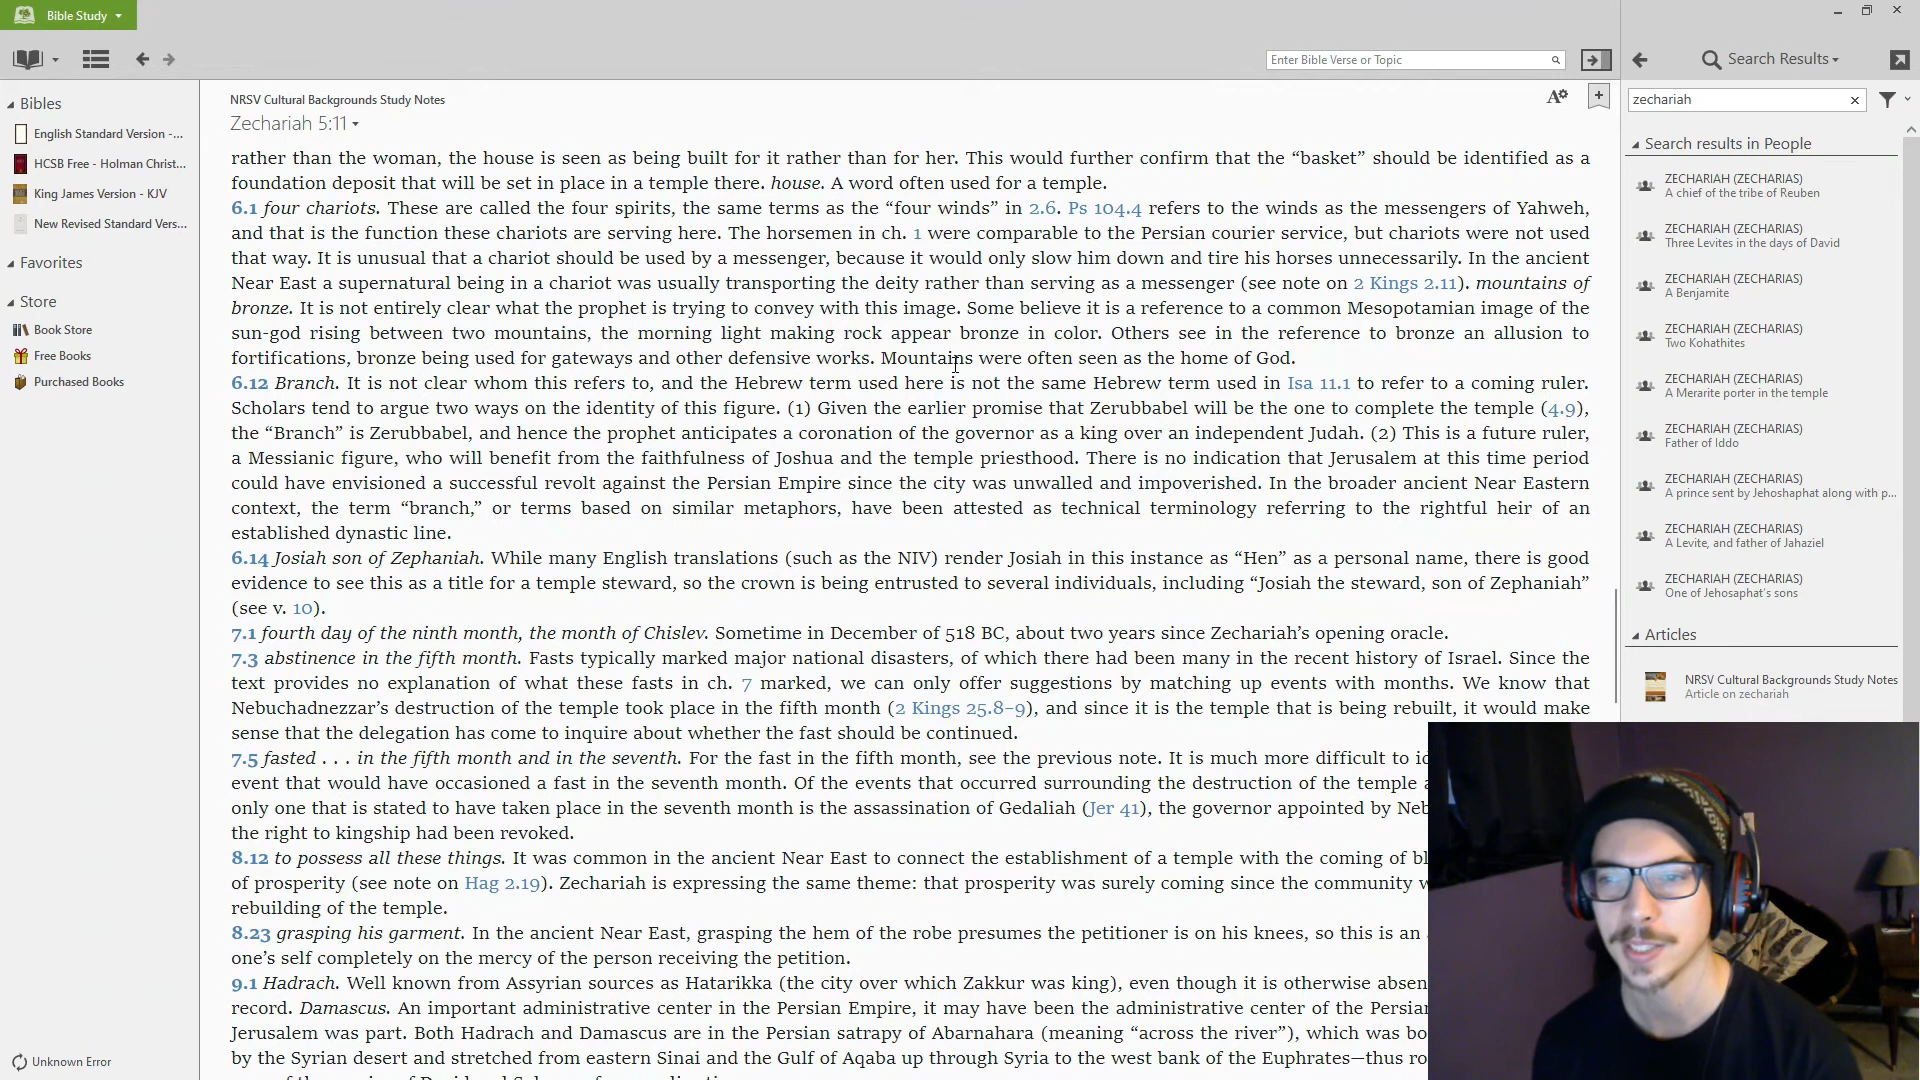 Bible Study
Enter Bible Verse or Topic
Search Results
Bibles
English Standard Version -...
HCSB Free - Holman Christ...
King James Version - KJV
New Revised Standard Vers...
Favorites
Store
Book Store
Free Books
Purchased Books
Unknown Error
NRSV Cultural Backgrounds Study Notes
Zechariah 5:11
rather than the woman, the house is seen as being built for it rather than for her. This would further confirm that the “basket” should be identified as a
foundation deposit that will be set in place in a temple there. house. A word often used for a temple.
6.1 four chariots. These are called the four spirits, the same terms as the “four winds” in 2.6. Ps 104.4 refers to the winds as the messengers of Yahweh,
and that is the function these chariots are serving here. The horsemen in ch. 1 were comparable to the Persian courier service, but chariots were not used
that way. It is unusual that a chariot should be used by a messenger, because it would only slow him down and tire his horses unnecessarily. In the ancient
Near East a supernatural being in a chariot was usually transporting the deity rather than serving as a messenger (see note on 2 Kings 2.11). mountains of
bronze. It is not entirely clear what the prophet is trying to convey with this image. Some believe it is a reference to a common Mesopotamian image of the
sun-god rising between two mountains, the morning light making rock appear bronze in color. Others see in the reference to bronze an allusion to
fortifications, bronze being used for gateways and other defensive works. Mountains were often seen as the home of God.
6.12 Branch. It is not clear whom this refers to, and the Hebrew term used here is not the same Hebrew term used in Isa 11.1 to refer to a coming ruler.
Scholars tend to argue two ways on the identity of this figure. (1) Given the earlier promise that Zerubbabel will be the one to complete the temple (4.9),
the “Branch” is Zerubbabel, and hence the prophet anticipates a coronation of the governor as a king over an independent Judah. (2) This is a future ruler,
a Messianic figure, who will benefit from the faithfulness of Joshua and the temple priesthood. There is no indication that Jerusalem at this time period
could have envisioned a successful revolt against the Persian Empire since the city was unwalled and impoverished. In the broader ancient Near Eastern
context, the term “branch,” or terms based on similar metaphors, have been attested as technical terminology referring to the rightful heir of an
established dynastic line.
6.14 Josiah son of Zephaniah. While many English translations (such as the NIV) render Josiah in this instance as “Hen” as a personal name, there is good
evidence to see this as a title for a temple steward, so the crown is being entrusted to several individuals, including “Josiah the steward, son of Zephaniah”
(see v. 10).
7.1 fourth day of the ninth month, the month of Chislev. Sometime in December of 518 BC, about two years since Zechariah’s opening oracle.
7.3 abstinence in the fifth month. Fasts typically marked major national disasters, of which there had been many in the recent history of Israel. Since the
text provides no explanation of what these fasts in ch. 7 marked, we can only offer suggestions by matching up events with months. We know that
Nebuchadnezzar’s destruction of the temple took place in the fifth month (2 Kings 25.8–9), and since it is the temple that is being rebuilt, it would make
sense that the delegation has come to inquire about whether the fast should be continued.
7.5 fasted . . . in the fifth month and in the seventh. For the fast in the fifth month, see the previous note. It is much more difficult to
event that would have occasioned a fast in the seventh month. Of the events that occurred surrounding the destruction of the temple
only one that is stated to have taken place in the seventh month is the assassination of Gedaliah (Jer 41), the governor appointed by Neb
the right to kingship had been revoked.
8.12 to possess all these things. It was common in the ancient Near East to connect the establishment of a temple with the coming of bl
of prosperity (see note on Hag 2.19). Zechariah is expressing the same theme: that prosperity was surely coming since the community
rebuilding of the temple.
8.23 grasping his garment. In the ancient Near East, grasping the hem of the robe presumes the petitioner is on his knees, so this is an
one’s self completely on the mercy of the person receiving the petition.
9.1 Hadrach. Well known from Assyrian sources as Hatarikka (the city over which Zakkur was king), even though it is otherwise absen
record. Damascus. An important administrative center in the Persian Empire, it may have been the administrative center of the Persia
Jerusalem was part. Both Hadrach and Damascus are in the Persian satrapy of Abarnahara (meaning “across the river”), which was bo
by the Syrian desert and stretched from eastern Sinai and the Gulf of Aqaba up through Syria to the west bank of the Euphrates—thus ro
zechariah
Search results in People
ZECHARIAH (ZECHARIAS)
A chief of the tribe of Reuben
ZECHARIAH (ZECHARIAS)
Three Levites in the days of David
ZECHARIAH (ZECHARIAS)
A Benjamite
ZECHARIAH (ZECHARIAS)
Two Kohathites
ZECHARIAH (ZECHARIAS)
A Merarite porter in the temple
ZECHARIAH (ZECHARIAS)
Father of Iddo
ZECHARIAH (ZECHARIAS)
A prince sent by Jehoshaphat along with p...
ZECHARIAH (ZECHARIAS)
A Levite, and father of Jahaziel
ZECHARIAH (ZECHARIAS)
One of Jehosaphat's sons
Articles
NRSV Cultural Backgrounds Study Notes
Article on zechariah